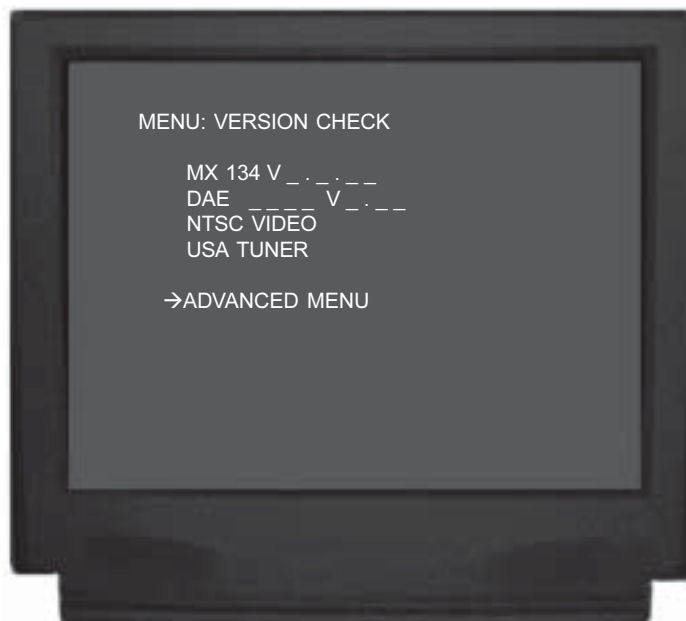 MENU: VERSION CHECK
MX 134 V _ . _ . _ _
DAE _ _ _ _ V _ . _ _
NTSC VIDEO
USA TUNER
→ADVANCED MENU